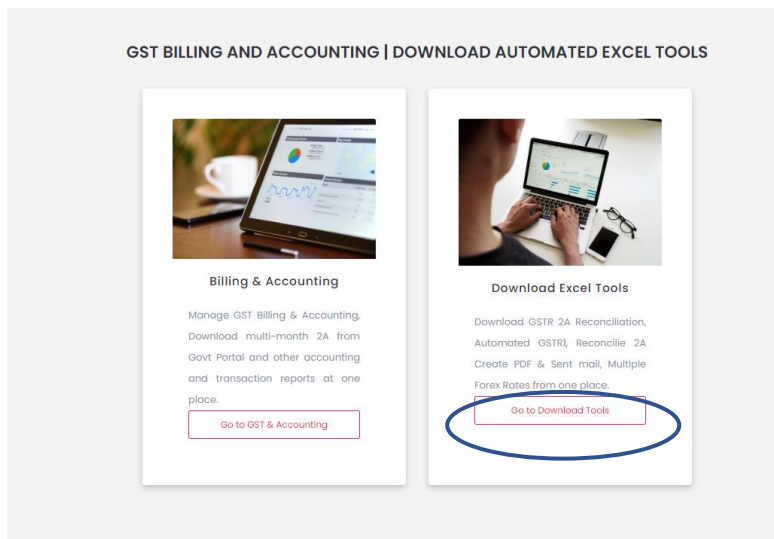 GST BILLING AND ACCOUNTING | DOWNLOAD AUTOMATED EXCEL TOOLS
Billing & Accounting
Manage GST Billing & Accounting,
Download multi-month 2A from
Govt Portal and other accounting
and transaction reports at one
place.
Go to GST & Accounting
Download Excel Tools
Download GSTR 2A Reconciliation,
Automated GSTR1, Reconcilie 2A
Create PDF & Sent mail, Multiple
Forex Rates from one place.
Go to Download Tools